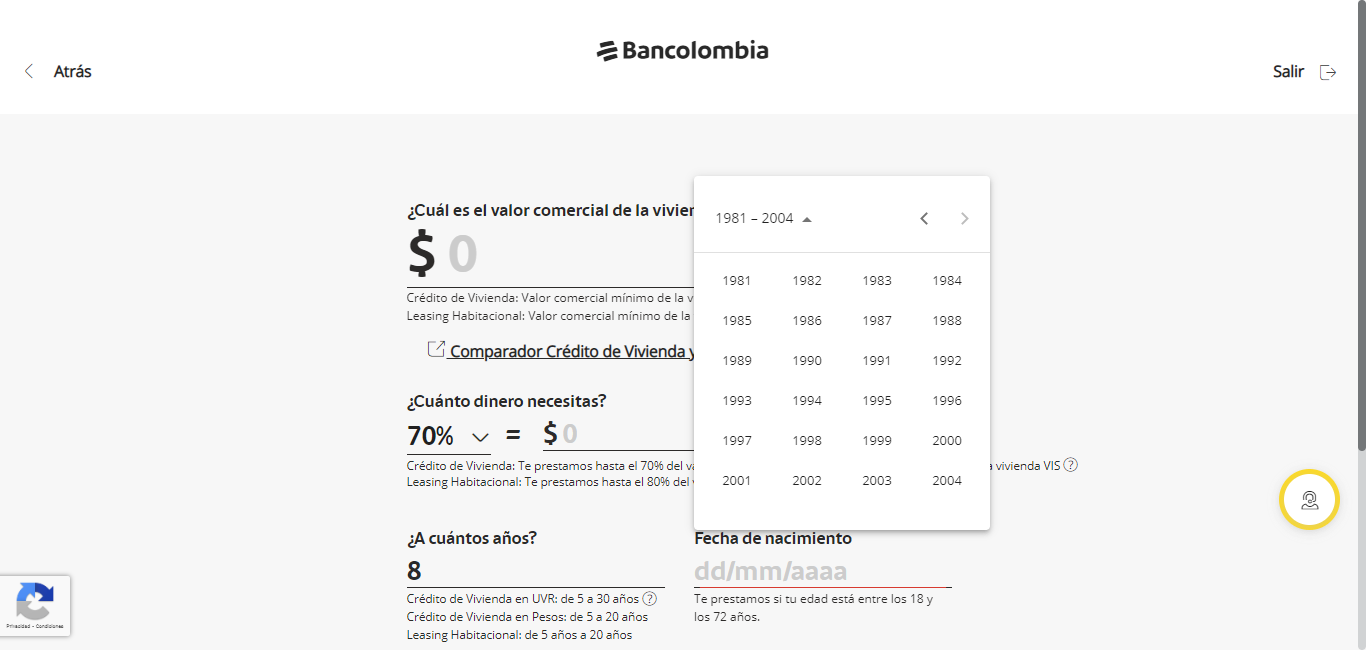 Bancolombia
Atrás
Salir
¿Cuál es el valor comercial de la vivien
$ 0
Crédito de Vivienda: Valor comercial mínimo de la v
Leasing Habitacional: Valor comercial mínimo de la
Comparador Crédito de Vivienda y
¿Cuánto dinero necesitas?
70% = $ 0
Crédito de Vivienda: Te prestamos hasta el 70% del va
a vivienda VIS ?
Leasing Habitacional: Te prestamos hasta el 80% del v
1981 – 2004
1981 1982 1983 1984
1985 1986 1987 1988
1989 1990 1991 1992
1993 1994 1995 1996
1997 1998 1999 2000
2001 2002 2003 2004
¿A cuántos años?
8
Crédito de Vivienda en UVR: de 5 a 30 años ?
Crédito de Vivienda en Pesos: de 5 a 20 años
Leasing Habitacional: de 5 años a 20 años
Fecha de nacimiento
dd/mm/aaaa
Te prestamos si tu edad está entre los 18 y
los 72 años.
Privacidad - Condiciones